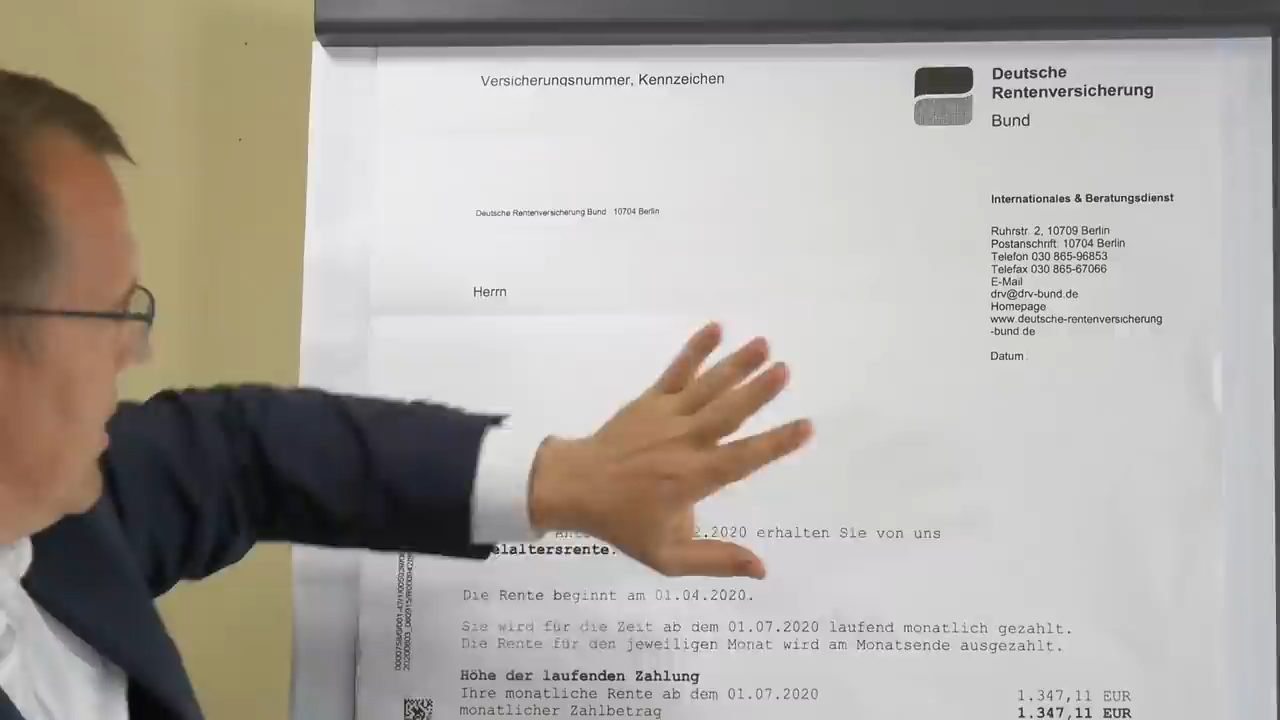 Versicherungsnummer, Kennzeichen
Deutsche
Rentenversicherung
Bund
Deutsche Rentenversicherung Bund 10704 Berlin
Internationales & Beratungsdienst
Ruhrstr. 2, 10709 Berlin
Postanschrift: 10704 Berlin
Telefon 030 865-96853
Telefax 030 865-67066
E-Mail
drv@drv-bund.de
Homepage
www.deutsche-rentenversicherung
-bund de
Datum
Herrn
2.2020 erhalten Sie von uns
elaltersrente.
Die Rente beginnt am 01.04.2020.
Sie wird für die Zeit ab dem 01.07.2020 laufend monatlich gezahlt.
Die Rente für den jeweiligen Monat wird am Monatsende ausgezahlt.
Höhe der laufenden Zahlung
Ihre monatliche Rente ab dem 01.07.2020 1.347,11 EUR
monatlicher Zahlbetrag 1.347,11 EUR